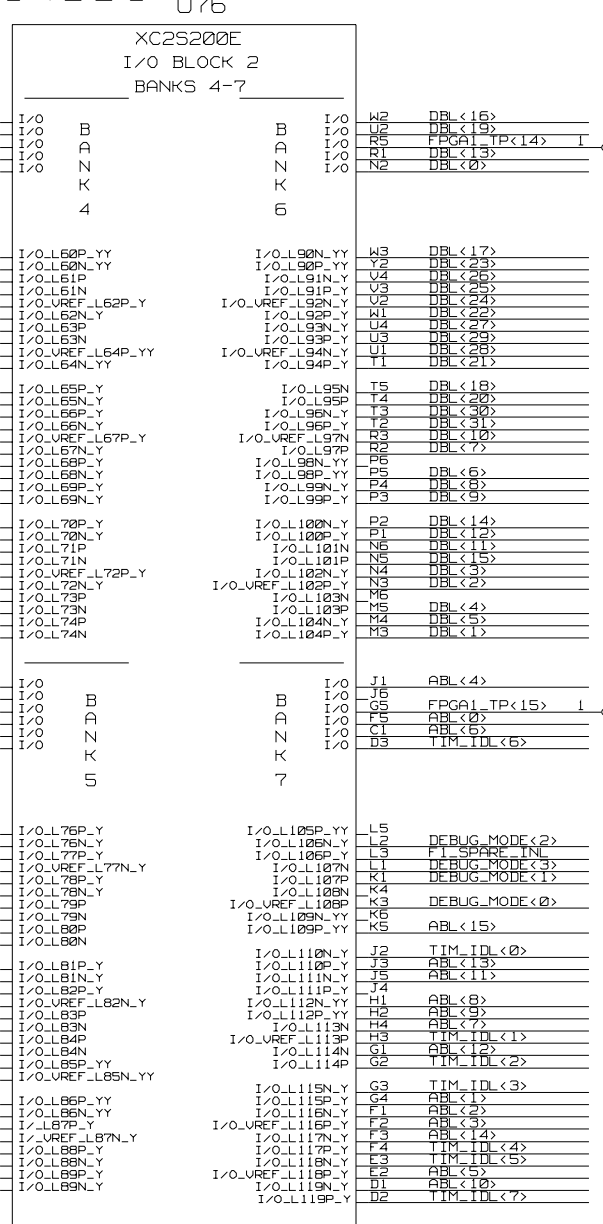 U76
XC2S200E
I/O BLOCK 2
BANKS 4-7
I/O I/O W2 DBL<16>
I/O B B I/O U2 DBL<19>
I/O A A I/O R5 FPGA1_TP<14> 1
I/O I/O R1 DBL<13>
I/O N N I/O N2 DBL<0>
K K
4 6
I/O_L60P_YY I/O_L90N_YY W3 DBL<17>
I/O_L60N_YY I/O_L90P_YY Y2 DBL<23>
I/O_L61P I/O_L91N_Y V4 DBL<26>
I/O_L61N I/O_L91P_Y V3 DBL<25>
I/O_VREF_L62P_Y I/O_VREF_L92N_Y V2 DBL<24>
I/O_L62N_Y I/O_L92P_Y W1 DBL<22>
I/O_L63P I/O_L93N_Y U4 DBL<27>
I/O_L63N I/O_L93P_Y U3 DBL<29>
I/O_VREF_L64P_YY I/O_VREF_L94N_Y U1 DBL<28>
I/O_L64N_YY I/O_L94P_Y T1 DBL<21>
I/O_L65P_Y I/O_L95N T5 DBL<18>
I/O_L65N_Y I/O_L95P T4 DBL<20>
I/O_L66P_Y I/O_L96N_Y T3 DBL<30>
I/O_L66N_Y I/O_L96P_Y T2 DBL<31>
I/O_VREF_L67P_Y I/O_VREF_L97N R3 DBL<10>
I/O_L67N_Y I/O_L97P R2 DBL<7>
I/O_L68P_Y I/O_L98N_YY P6
I/O_L68N_Y I/O_L98P_YY P5 DBL<6>
I/O_L69P_Y I/O_L99N_Y P4 DBL<8>
I/O_L69N_Y I/O_L99P_Y P3 DBL<9>
I/O_L70P_Y I/O_L100N_Y P2 DBL<14>
I/O_L70N_Y I/O_L100P_Y P1 DBL<12>
I/O_L71P I/O_L101N N6 DBL<11>
I/O_L71N I/O_L101P N5 DBL<15>
I/O_VREF_L72P_Y I/O_L102N_Y N4 DBL<3>
I/O_L72N_Y I/O_VREF_L102P_Y N3 DBL<2>
I/O_L73P I/O_L103N M6
I/O_L73N I/O_L103P M5 DBL<4>
I/O_L74P I/O_L104N_Y M4 DBL<5>
I/O_L74N I/O_L104P_Y M3 DBL<1>
I/O I/O J1 ABL<4>
I/O B B I/O J6
I/O A A I/O G5 FPGA1_TP<15> 1
I/O I/O F5 ABL<0>
I/O N N I/O C1 ABL<6>
I/O I/O D3 TIM_IDL<6>
K K
5 7
I/O_L76P_Y I/O_L105P_YY L5
I/O_L76N_Y I/O_L106N_Y L2 DEBUG_MODE<2>
I/O_L77P_Y I/O_L106P_Y L3 F1_SPARE_INL
I/O_VREF_L77N_Y I/O_L107N L1 DEBUG_MODE<3>
I/O_L78P_Y I/O_L107P K1 DEBUG_MODE<1>
I/O_L78N_Y I/O_L108N K4
I/O_L79P I/O_VREF_L108P K3 DEBUG_MODE<0>
I/O_L79N I/O_L109N_YY K6
I/O_L80P I/O_L109P_YY K5 ABL<15>
I/O_L80N
I/O_L110N_Y J2 TIM_IDL<0>
I/O_L81P_Y I/O_L110P_Y J3 ABL<13>
I/O_L81N_Y I/O_L111N_Y J5 ABL<11>
I/O_L82P_Y I/O_L111P_Y J4
I/O_VREF_L82N_Y I/O_L112N_YY H1 ABL<8>
I/O_L83P I/O_L112P_YY H2 ABL<9>
I/O_L83N I/O_L113N H4 ABL<7>
I/O_L84P I/O_VREF_L113P H3 TIM_IDL<1>
I/O_L84N I/O_L114N G1 ABL<12>
I/O_L85P_YY I/O_L114P G2 TIM_IDL<2>
I/O_VREF_L85N_YY
I/O_L115N_Y G3 TIM_IDL<3>
I/O_L86P_YY I/O_L115P_Y G4 ABL<1>
I/O_L86N_YY I/O_L116N_Y F1 ABL<2>
I/_L87P_Y I/O_VREF_L116P_Y F2 ABL<3>
I/_VREF_L87N_Y I/O_L117N_Y F3 ABL<14>
I/O_L88P_Y I/O_L117P_Y F4 TIM_IDL<4>
I/O_L88N_Y I/O_L118N_Y E3 TIM_IDL<5>
I/O_L89P_Y I/O_VREF_L118P_Y E2 ABL<5>
I/O_L89N_Y I/O_L119N_Y D1 ABL<10>
I/O_L119P_Y D2 TIM_IDL<7>